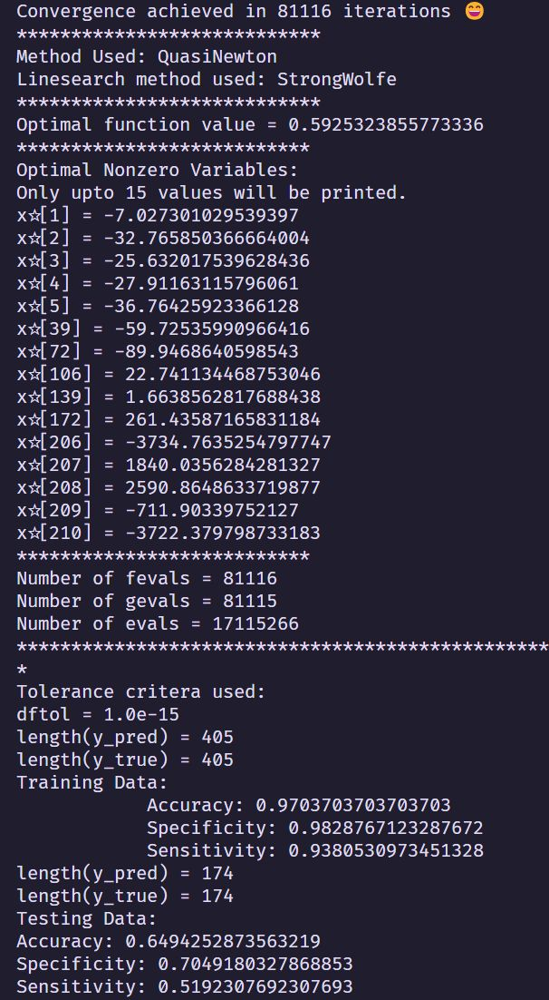 Convergence achieved in 81116 iterations 😄
****************************
Method Used: QuasiNewton
Linesearch method used: StrongWolfe
****************************
Optimal function value = 0.5925323855773336
***************************
Optimal Nonzero Variables:
Only upto 15 values will be printed.
x☆[1] = -7.027301029539397
x☆[2] = -32.765850366664004
x☆[3] = -25.632017539628436
x☆[4] = -27.91163115796061
x☆[5] = -36.76425923366128
x☆[39] = -59.72535990966416
x☆[72] = -89.9468640598543
x☆[106] = 22.741134468753046
x☆[139] = 1.6638562817688438
x☆[172] = 261.43587165831184
x☆[206] = -3734.7635254797747
x☆[207] = 1840.0356284281327
x☆[208] = 2590.8648633719877
x☆[209] = -711.90339752127
x☆[210] = -3722.379798733183
***************************
Number of fevals = 81116
Number of gevals = 81115
Number of evals = 17115266
*************************************************
*
Tolerance critera used:
dftol = 1.0e-15
length(y_pred) = 405
length(y_true) = 405
Training Data:
Accuracy: 0.9703703703703703
Specificity: 0.9828767123287672
Sensitivity: 0.9380530973451328
length(y_pred) = 174
length(y_true) = 174
Testing Data:
Accuracy: 0.6494252873563219
Specificity: 0.7049180327868853
Sensitivity: 0.5192307692307693